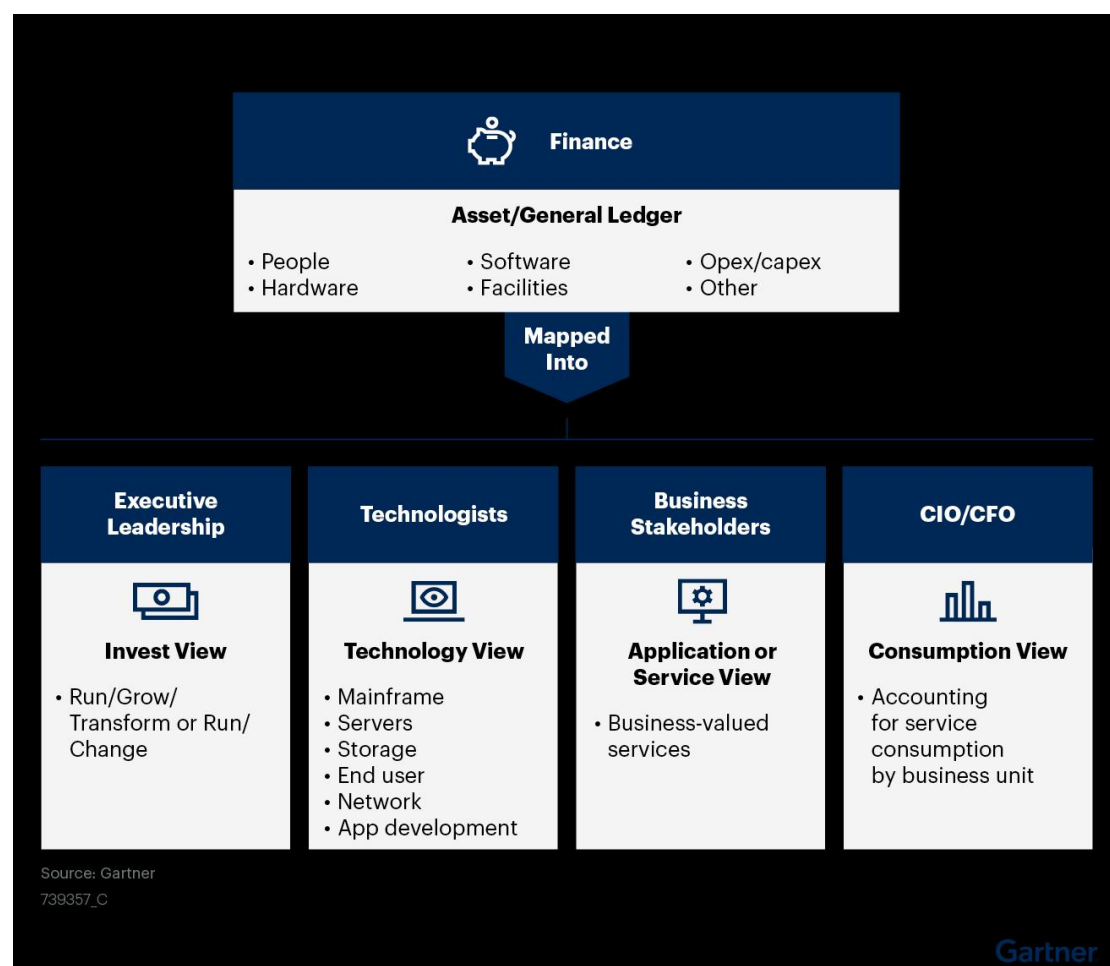 Finance
Asset/General Ledger
• People
• Hardware
• Software
• Facilities
• Opex/capex
• Other
Mapped
Into
Executive
Leadership
Invest View
• Run/Grow/
Transform or Run/
Change
Technologists
Technology View
• Mainframe
• Servers
• Storage
• End user
• Network
• App development
Business
Stakeholders
Application or
Service View
• Business-valued
services
CIO/CFO
Consumption View
• Accounting
for service
consumption
by business unit
Source: Gartner
739357_C
Gartner